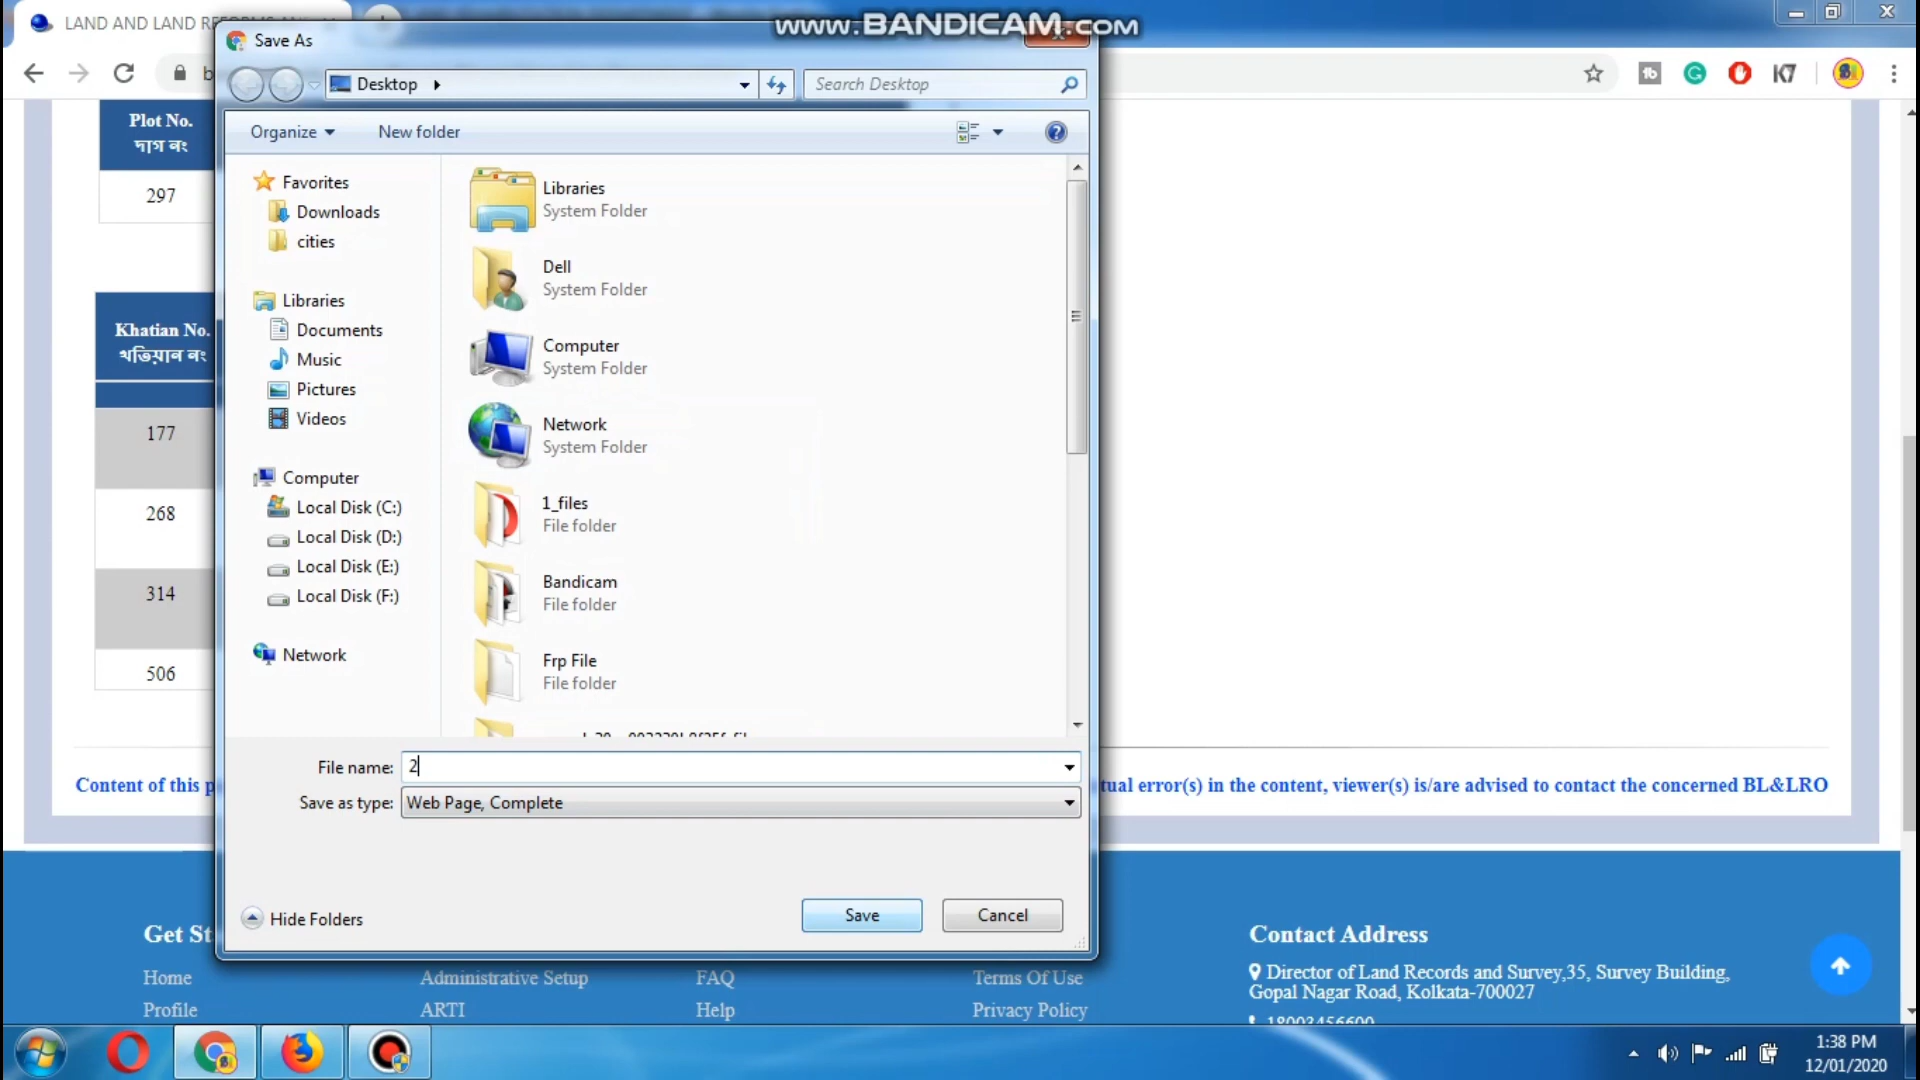 www.BANDICAM.com
LAND AND LAND REFORMS AN
Save As
Desktop
Search Desktop
Organize
New folder
Plot No.
দাগ নং
297
Khatian No.
খতিয়ান নং
177
268
314
506
Favorites
Downloads
cities
Libraries
Documents
Music
Pictures
Videos
Computer
Local Disk (C:)
Local Disk (D:)
Local Disk (E:)
Local Disk (F:)
Network
Libraries
System Folder
Dell
System Folder
Computer
System Folder
Network
System Folder
1_files
File folder
Bandicam
File folder
Frp File
File folder
File name: 2
Save as type: Web Page, Complete
Hide Folders
Save
Cancel
Content of this p
tual error(s) in the content, viewer(s) is/are advised to contact the concerned BL&LRO
Get St
Home
Profile
Administrative Setup
ARTI
FAQ
Help
Terms Of Use
Privacy Policy
Contact Address
Director of Land Records and Survey,35, Survey Building,
Gopal Nagar Road, Kolkata-700027
18003456600
K7
1:38 PM
12/01/2020